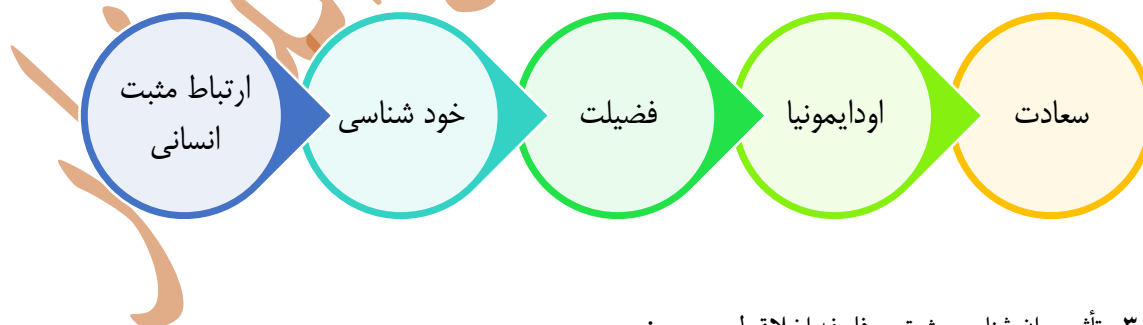 ارتباط مثبت
انسانی
خود شناسی
فضیلت
اودایمونیا
سعادت